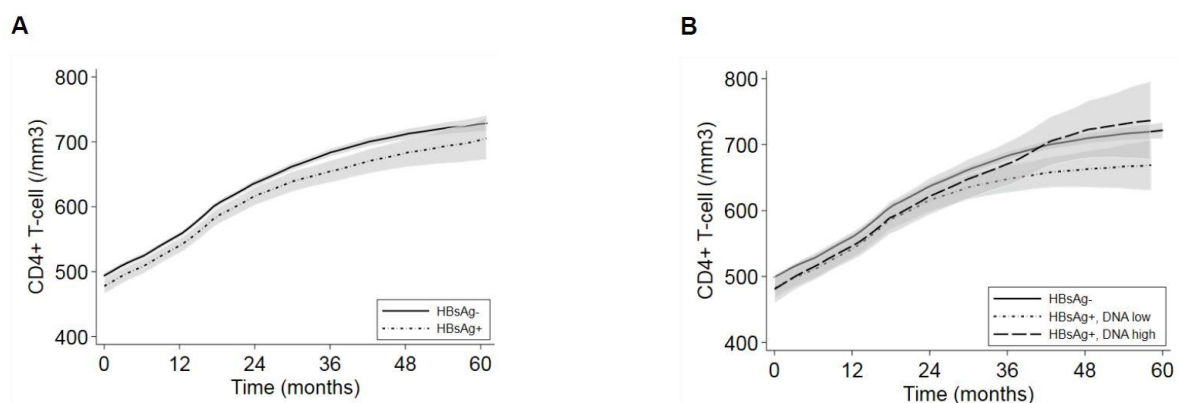 A
CD4+ T-cell (/mm3)
800
700
600
500
400
HBsAg-
HBsAg+
0 12 24 36 48 60
Time (months)
B
CD4+ T-cell (/mm3)
800
700
600
500
400
HBsAg-
HBsAg+, DNA low
HBsAg+, DNA high
0 12 24 36 48 60
Time (months)